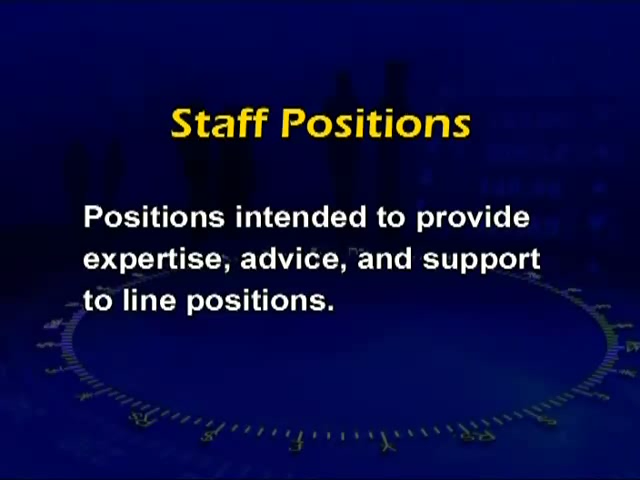 Staff Positions
Positions intended to provide
expertise, advice, and support
to line positions.